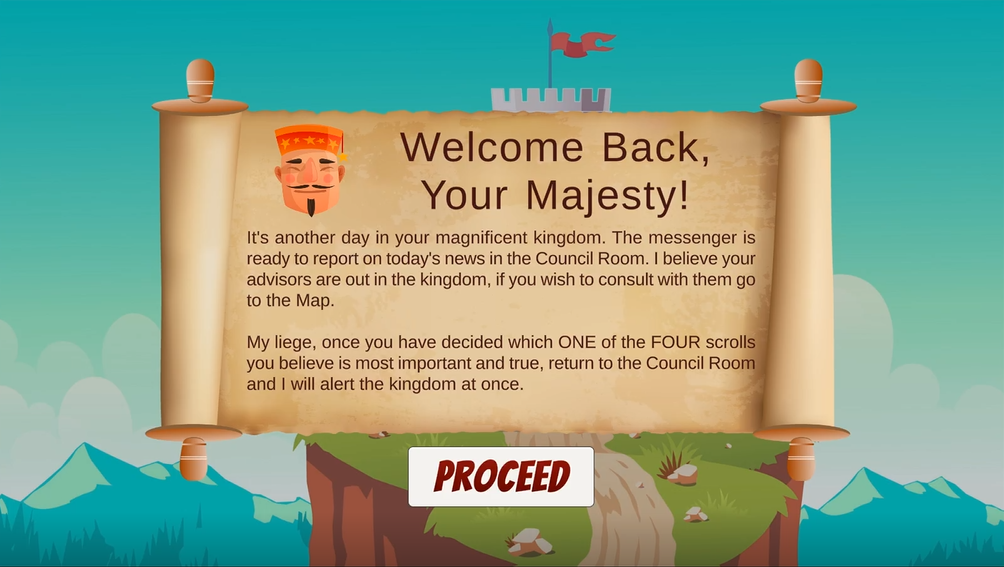 Welcome Back,
Your Majesty!
It's another day in your magnificent kingdom. The messenger is
ready to report on today's news in the Council Room. I believe your
advisors are out in the kingdom, if you wish to consult with them go
to the Map.
My liege, once you have decided which ONE of the FOUR scrolls
you believe is most important and true, return to the Council Room
and I will alert the kingdom at once.
PROCEED